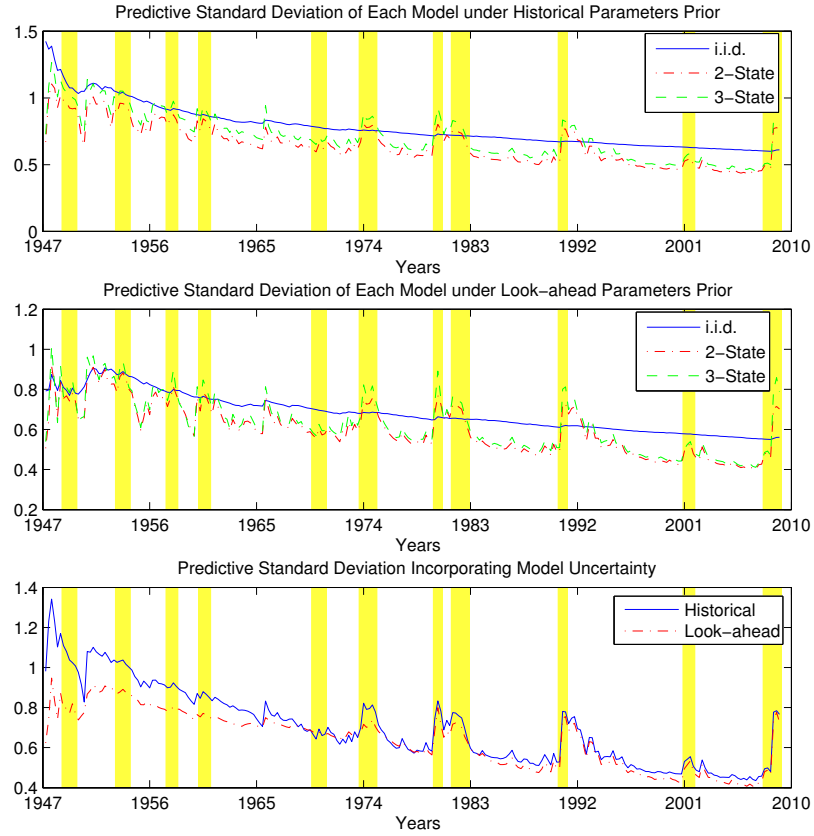 Predictive Standard Deviation of Each Model under Historical Parameters Prior
1.5
1
0.5
0
i.i.d.
2-State
3-State
1947 1956 1965 1974 1983 1992 2001 2010
Years
Predictive Standard Deviation of Each Model under Look-ahead Parameters Prior
1.2
1
0.8
0.6
0.4
0.2
i.i.d.
2-State
3-State
1947 1956 1965 1974 1983 1992 2001 2010
Years
Predictive Standard Deviation Incorporating Model Uncertainty
1.4
1.2
1
0.8
0.6
0.4
Historical
Look-ahead
1947 1956 1965 1974 1983 1992 2001 2010
Years